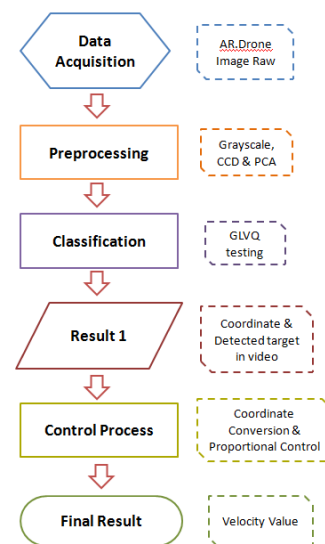 Data
Acquisition
AR.Drone
Image Raw
Preprocessing
Grayscale,
CCD & PCA
Classification
GLVQ
testing
Result 1
Coordinate &
Detected target
in video
Control Process
Coordinate
Conversion &
Proportional Control
Final Result
Velocity Value